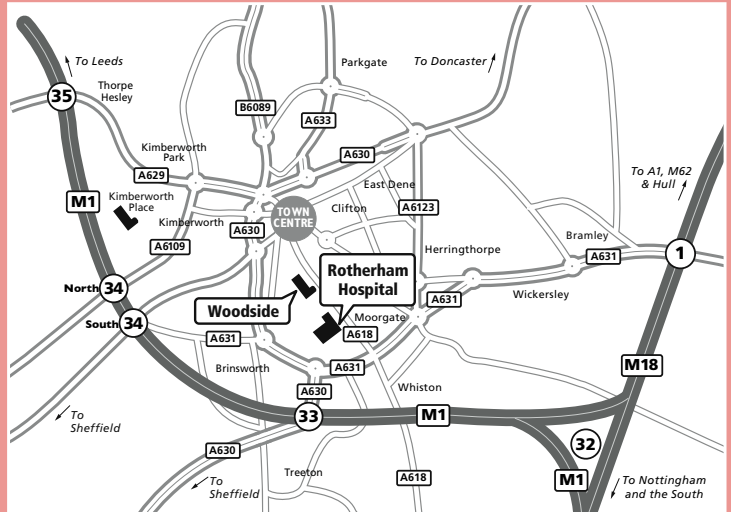 To Leeds
Parkgate
To Doncaster
35
Thorpe
Hesley
B6089
A633
Kimberworth
Park
A630
A629
To A1, M62
& Hull
East Dene
M1
Kimberworth
Place
Clifton
A6123
TOWN
CENTRE
Kimberworth
A630
Bramley
A6109
Herringthorpe
1
A631
Rotherham
Hospital
North
34
Wickersley
Woodside
A631
South
34
Moorgate
A618
A631
Brinsworth
A631
M18
Whiston
A630
33
M1
To
Sheffield
32
A630
Treeton
A618
M1
To
Sheffield
To Nottingham
and the South